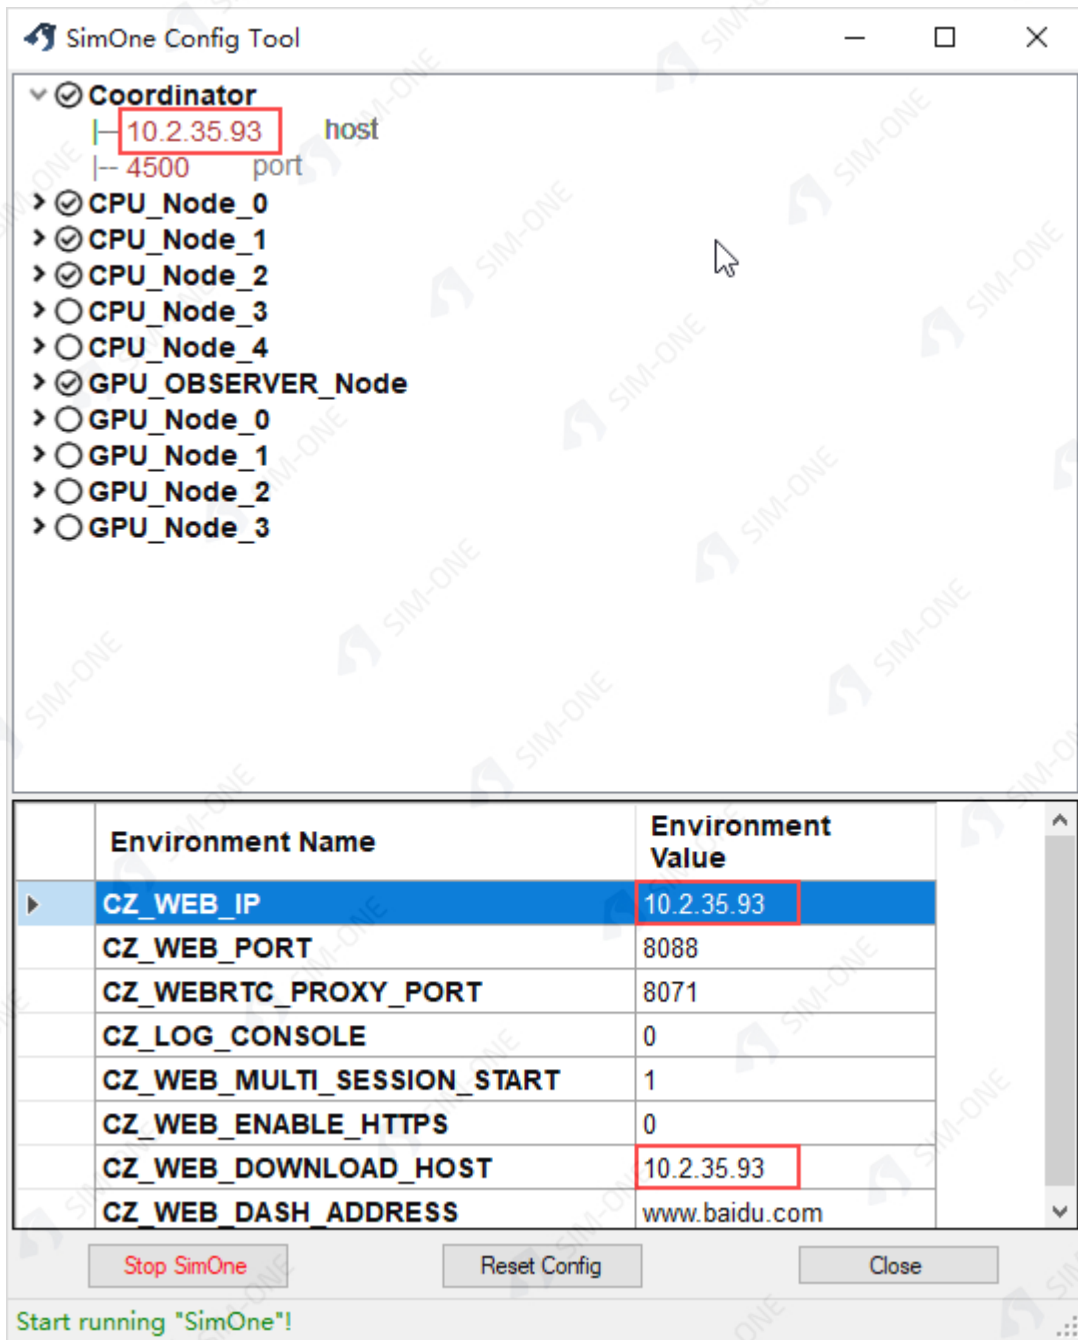 SimOne Config Tool
Coordinator
|-- 10.2.35.93 host
|-- 4500 port
CPU_Node_0
CPU_Node_1
CPU_Node_2
CPU_Node_3
CPU_Node_4
GPU_OBSERVER_Node
GPU_Node_0
GPU_Node_1
GPU_Node_2
GPU_Node_3
Environment Name Environment Value
CZ_WEB_IP 10.2.35.93
CZ_WEB_PORT 8088
CZ_WEBRTC_PROXY_PORT 8071
CZ_LOG_CONSOLE 0
CZ_WEB_MULTI_SESSION_START 1
CZ_WEB_ENABLE_HTTPS 0
CZ_WEB_DOWNLOAD_HOST 10.2.35.93
CZ_WEB_DASH_ADDRESS www.baidu.com
Stop SimOne Reset Config Close
Start running "SimOne"!
SIM-ONE